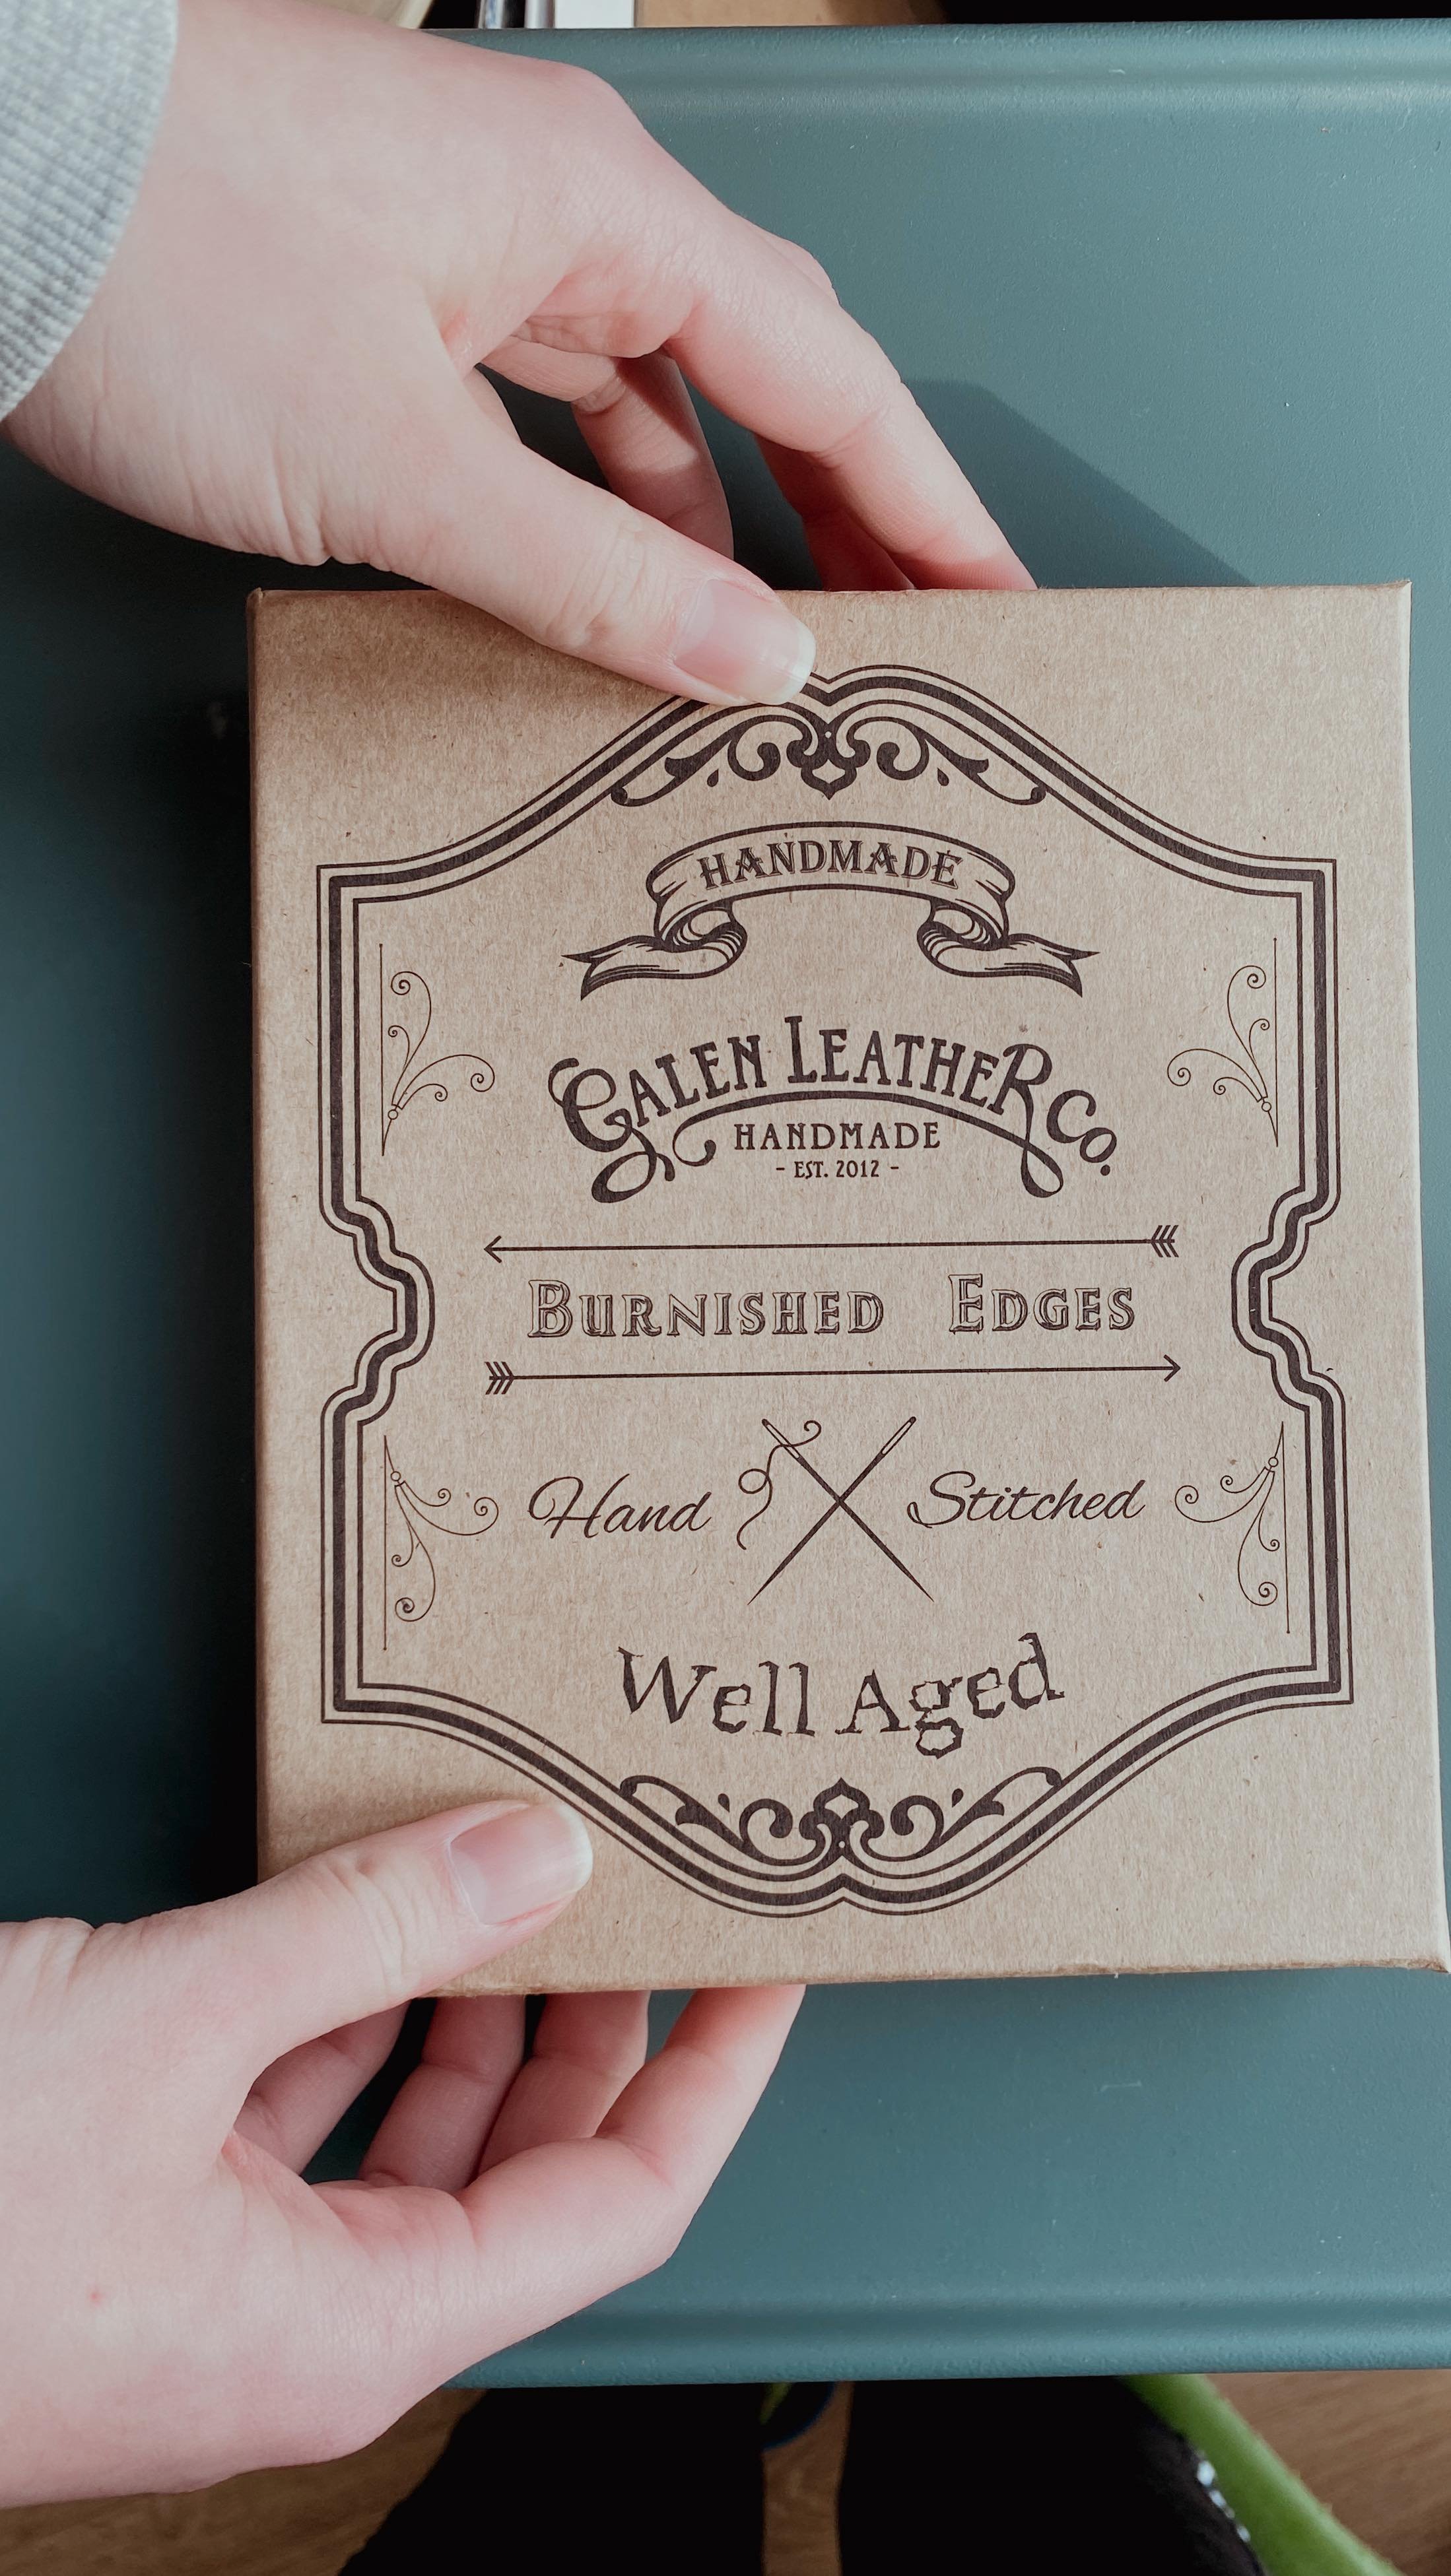 HANDMADE
GALEN LEATHER CO.
HANDMADE
- EST. 2012 -
BURNISHED EDGES
Hand Stitched
Well Aged